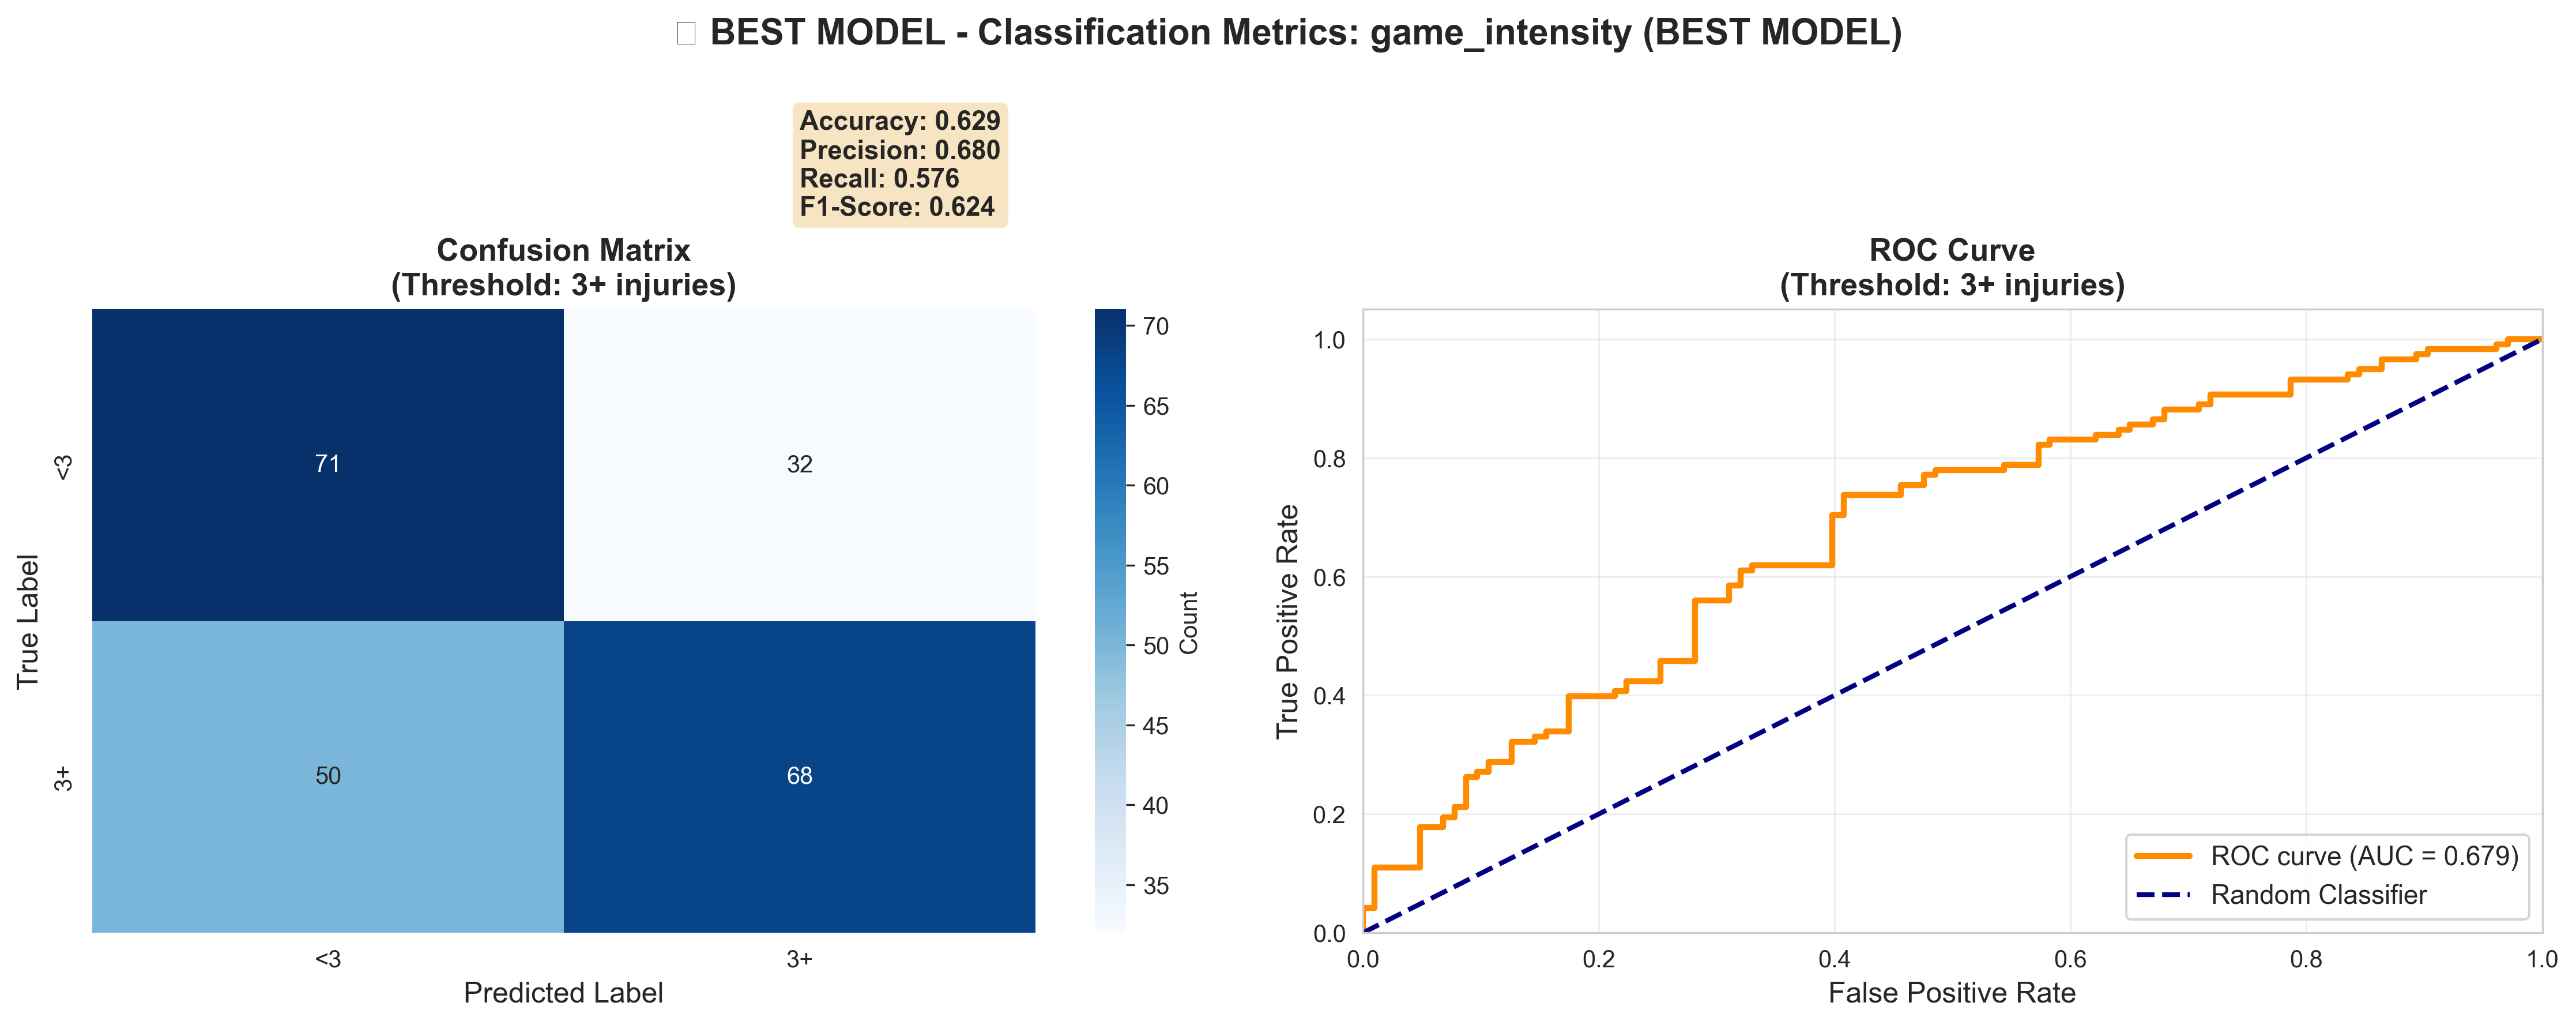 ▯ BEST MODEL - Classification Metrics: game_intensity (BEST MODEL)
Accuracy: 0.629
Precision: 0.680
Recall: 0.576
F1-Score: 0.624
Confusion Matrix
(Threshold: 3+ injuries)
True Label
<3
3+
71
32
50
68
<3
3+
Predicted Label
70
65
60
55
50
45
40
35
Count
ROC Curve
(Threshold: 3+ injuries)
True Positive Rate
1.0
0.8
0.6
0.4
0.2
0.0
0.0
0.2
0.4
0.6
0.8
1.0
False Positive Rate
ROC curve (AUC = 0.679)
Random Classifier